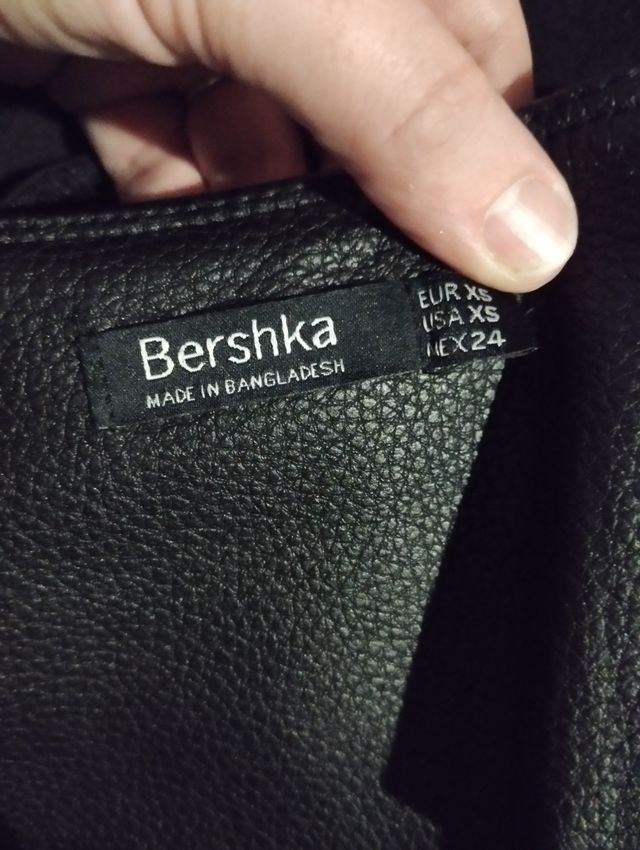 Bershka
MADE IN BANGLADESH
EUR XS
USA XS
MEX 24